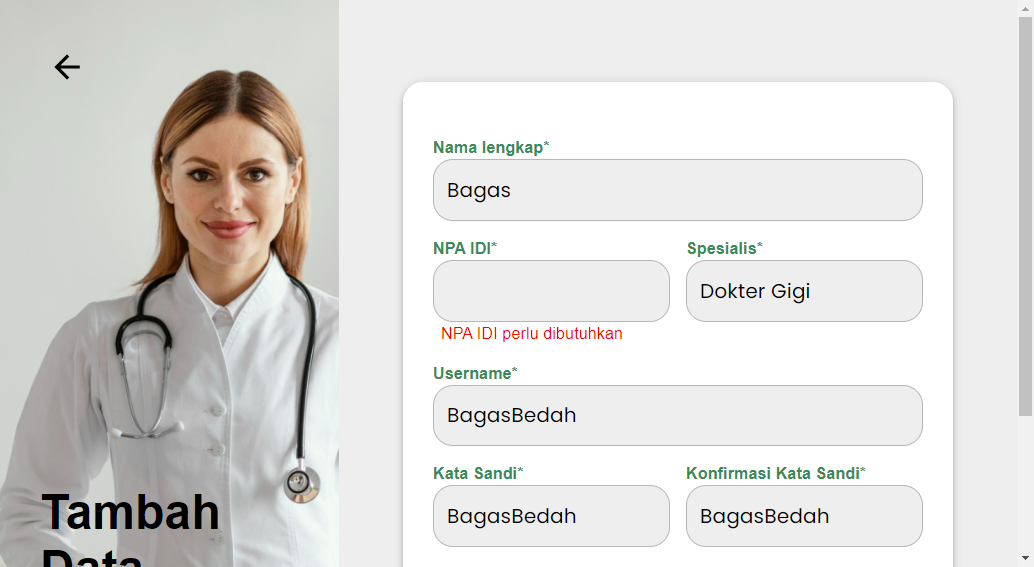 Nama lengkap*
Bagas
NPA IDI*
Spesialis*
Dokter Gigi
NPA IDI perlu dibutuhkan
Username*
BagasBedah
Kata Sandi*
Konfirmasi Kata Sandi*
BagasBedah
BagasBedah
Tambah
Data